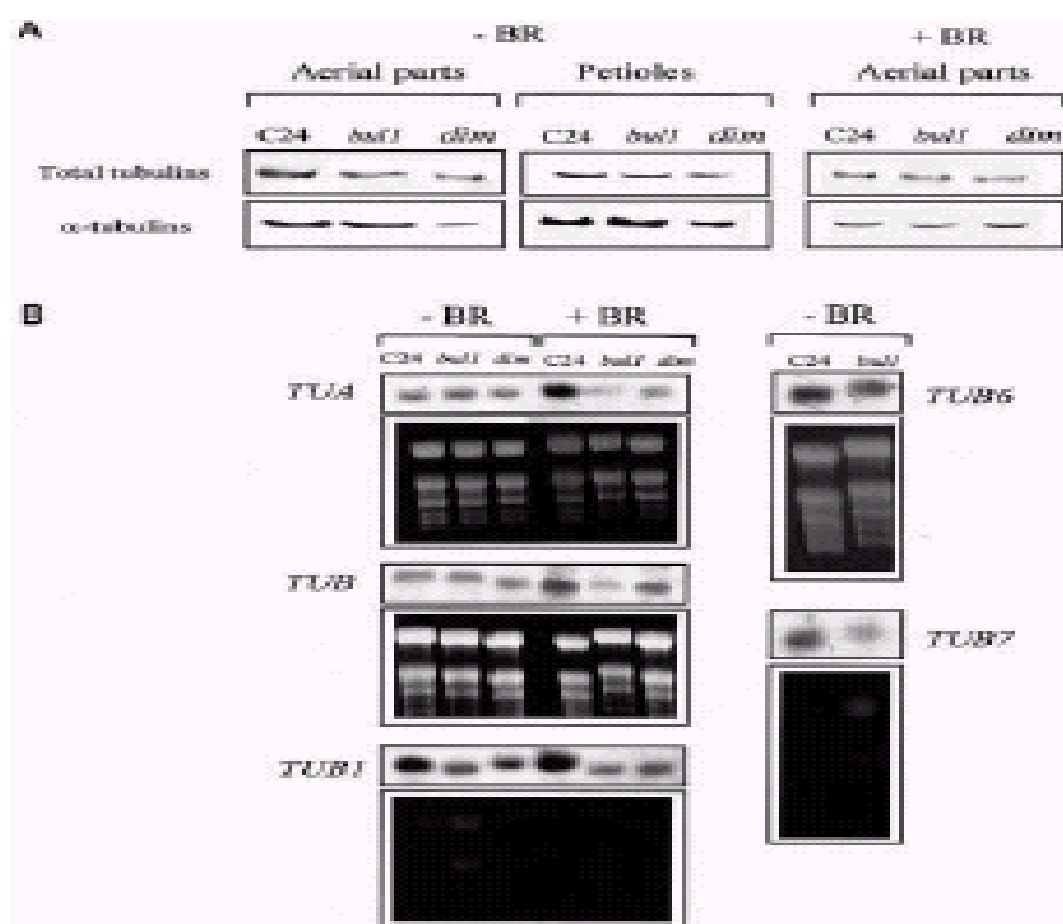 A
- BR + BR
Aerial parts Petioles Aerial parts
C24 bul1 dim C24 bul1 dim C24 bul1 dim
Total tubulins
α-tubulins
B
- BR + BR - BR
C24 bul1 dim C24 bul1 dim C24 bul1
TUA TUB6
TUB TUB7
TUB1